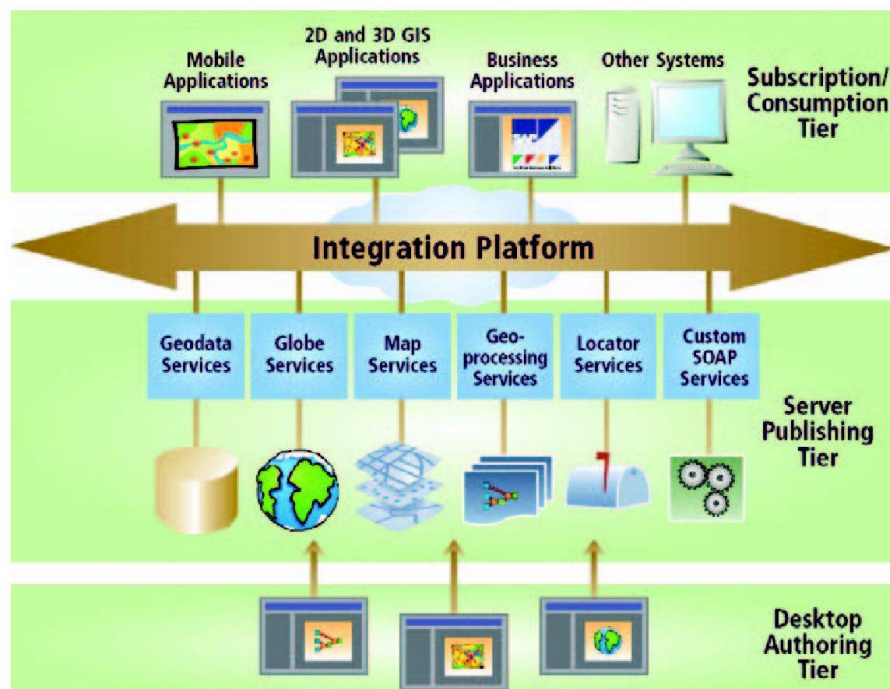 Mobile
Applications
2D and 3D GIS
Applications
Business
Applications
Other Systems
Subscription/
Consumption
Tier
Integration Platform
Geodata
Services
Globe
Services
Map
Services
Geo-
processing
Services
Locator
Services
Custom
SOAP
Services
Server
Publishing
Tier
Desktop
Authoring
Tier